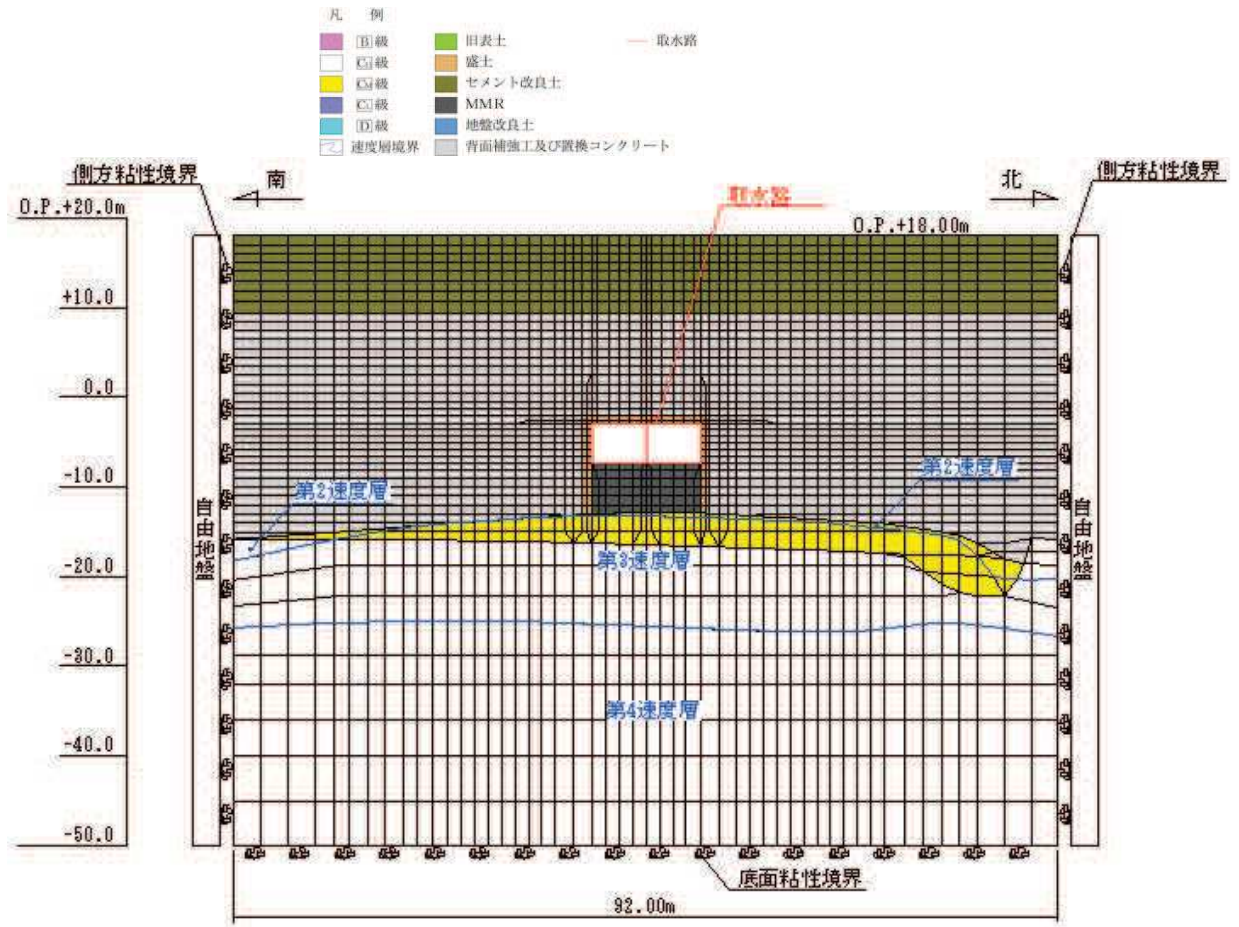 凡 例
B級
旧表土
取水路
CH級
盛土
CM級
セメント改良土
CL級
MMR
D級
地盤改良土
速度層境界
背面補強工及び置換コンクリート
側方粘性境界
南
北
側方粘性境界
O.P.+20.0m
取水路
O.P.+18.00m
+10.0
0.0
-10.0
第2速度層
第2速度層
自由地盤
自由地盤
第3速度層
-20.0
-30.0
第4速度層
-40.0
-50.0
底面粘性境界
92.00m